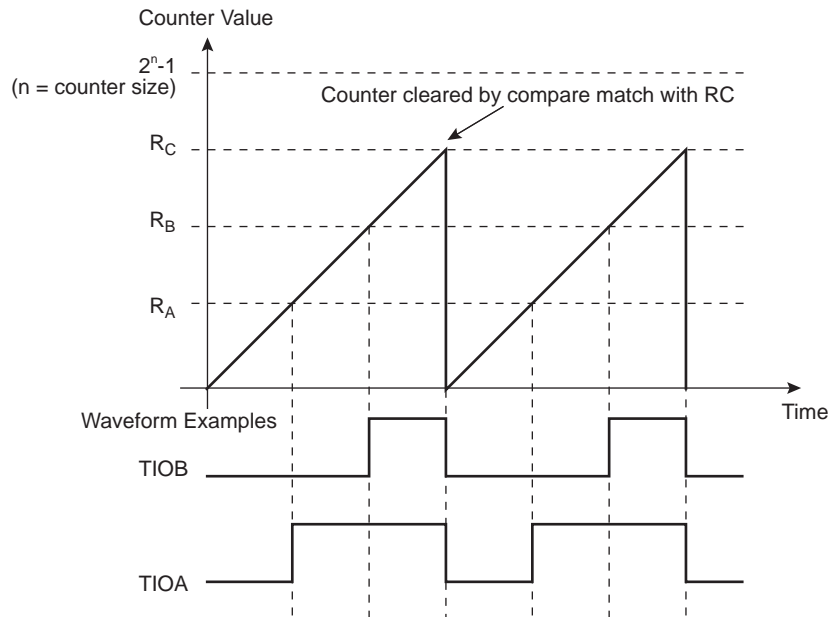 Counter Value
2ⁿ-1
(n = counter size)
Counter cleared by compare match with RC
R_C
R_B
R_A
Time
Waveform Examples
TIOB
TIOA